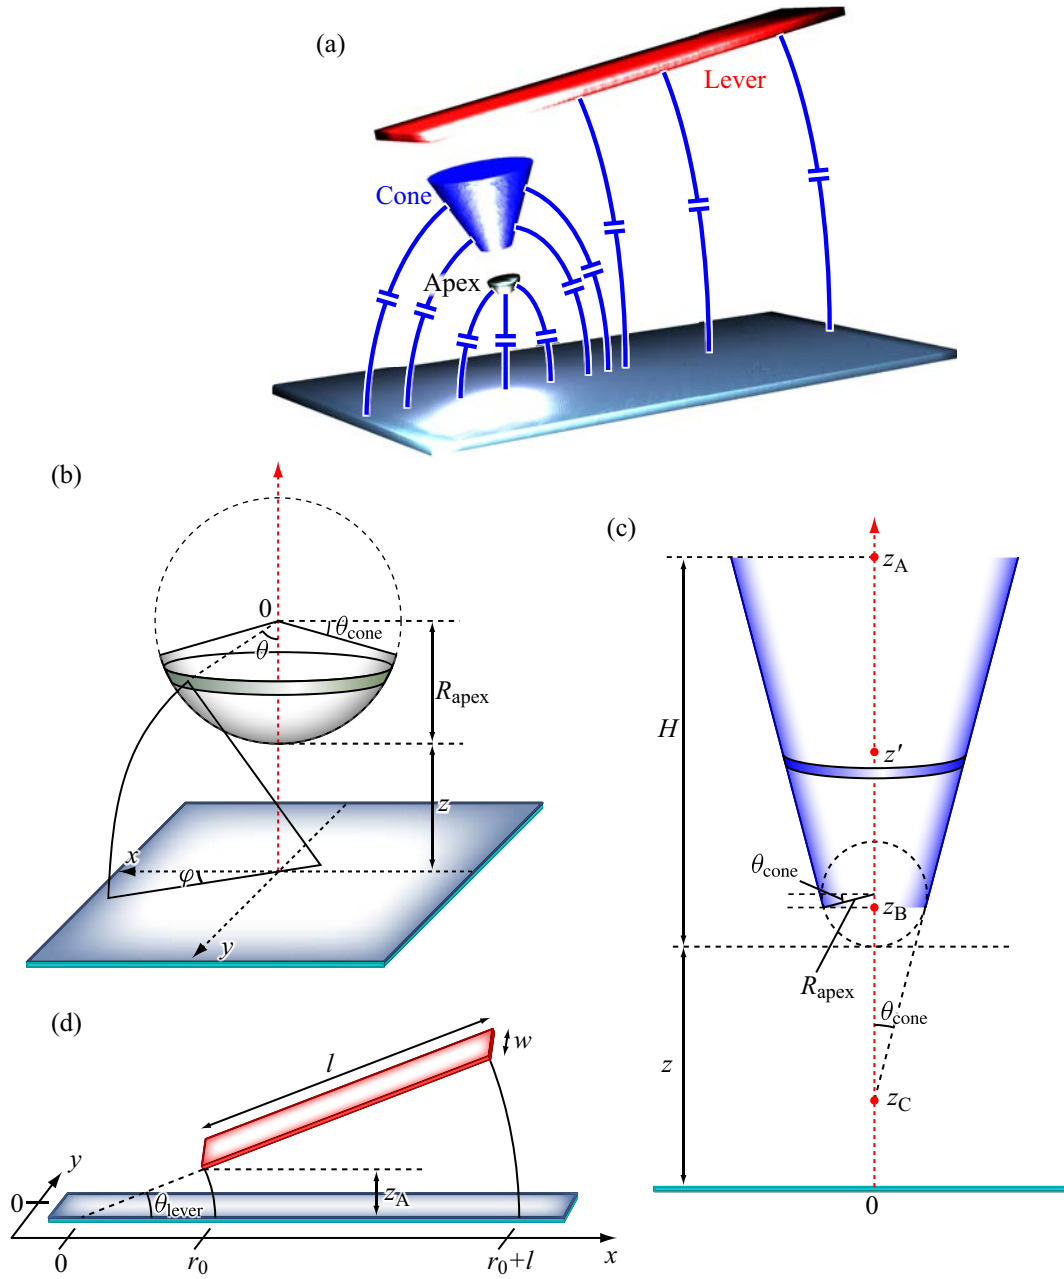 (a)
Lever
Cone
Apex
(b)
0
θcone
θ
Rapex
z
x
φ
y
(c)
zA
H
z′
θcone
zB
Rapex
θcone
z
zC
0
(d)
l
w
y
0
θlever
zA
0
r0
r0+l
x